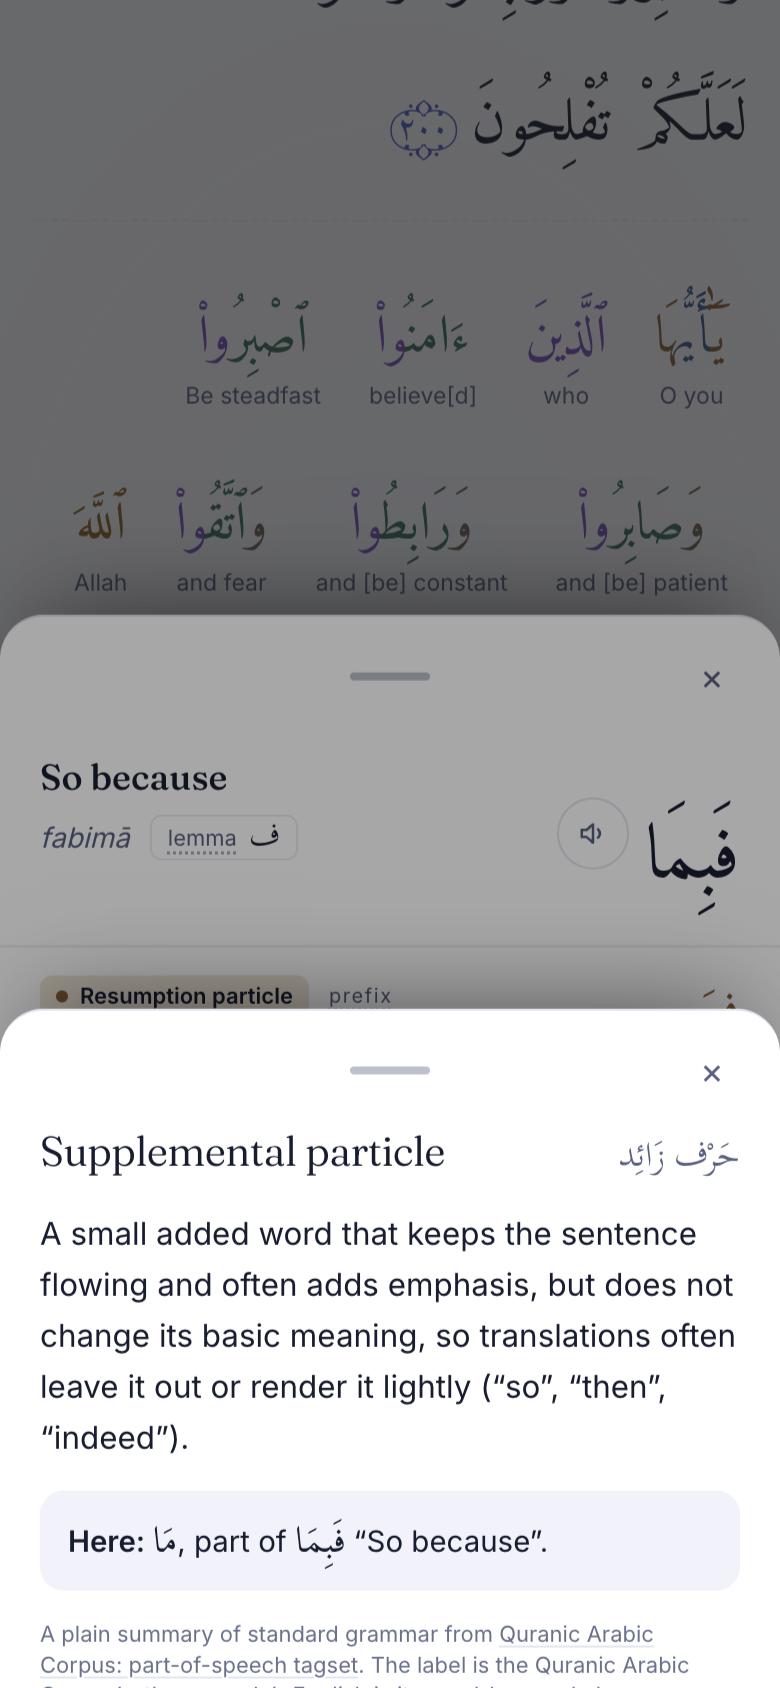 لَعَلَّكُمْ تُفْلِحُونَ ٢٠٠
يَٰٓأَيُّهَا ٱلَّذِينَ ءَامَنُوا۟ ٱصْبِرُوا۟
O you who believe[d] Be steadfast
وَصَابِرُوا۟ وَرَابِطُوا۟ وَٱتَّقُوا۟ ٱللَّهَ
and [be] patient and [be] constant and fear Allah
×
So because
فَبِمَا
fabimā lemma ف
Resumption particle prefix
×
Supplemental particle حَرْف زَائِد
A small added word that keeps the sentence
flowing and often adds emphasis, but does not
change its basic meaning, so translations often
leave it out or render it lightly (“so”, “then”,
“indeed”).
Here: مَا, part of فَبِمَا “So because”.
A plain summary of standard grammar from Quranic Arabic
Corpus: part-of-speech tagset. The label is the Quranic Arabic